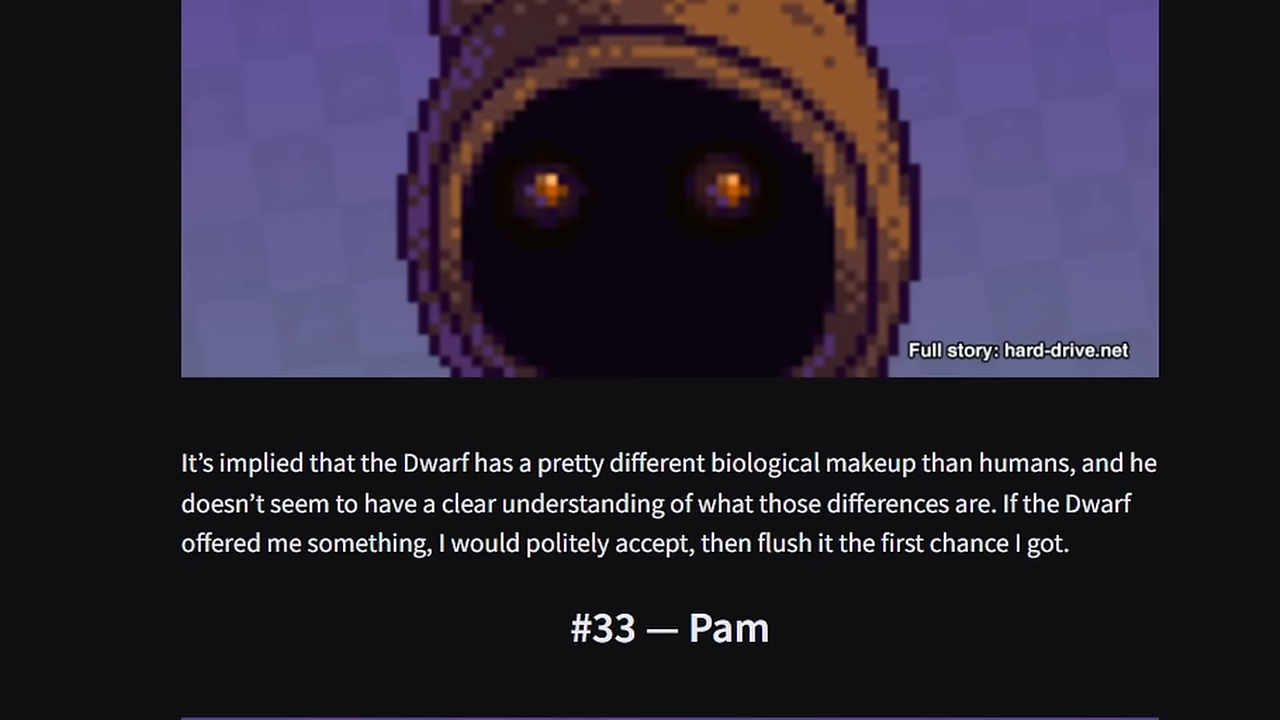 Full story: hard-drive.net
It’s implied that the Dwarf has a pretty different biological makeup than humans, and he
doesn’t seem to have a clear understanding of what those differences are. If the Dwarf
offered me something, I would politely accept, then flush it the first chance I got.
#33 — Pam